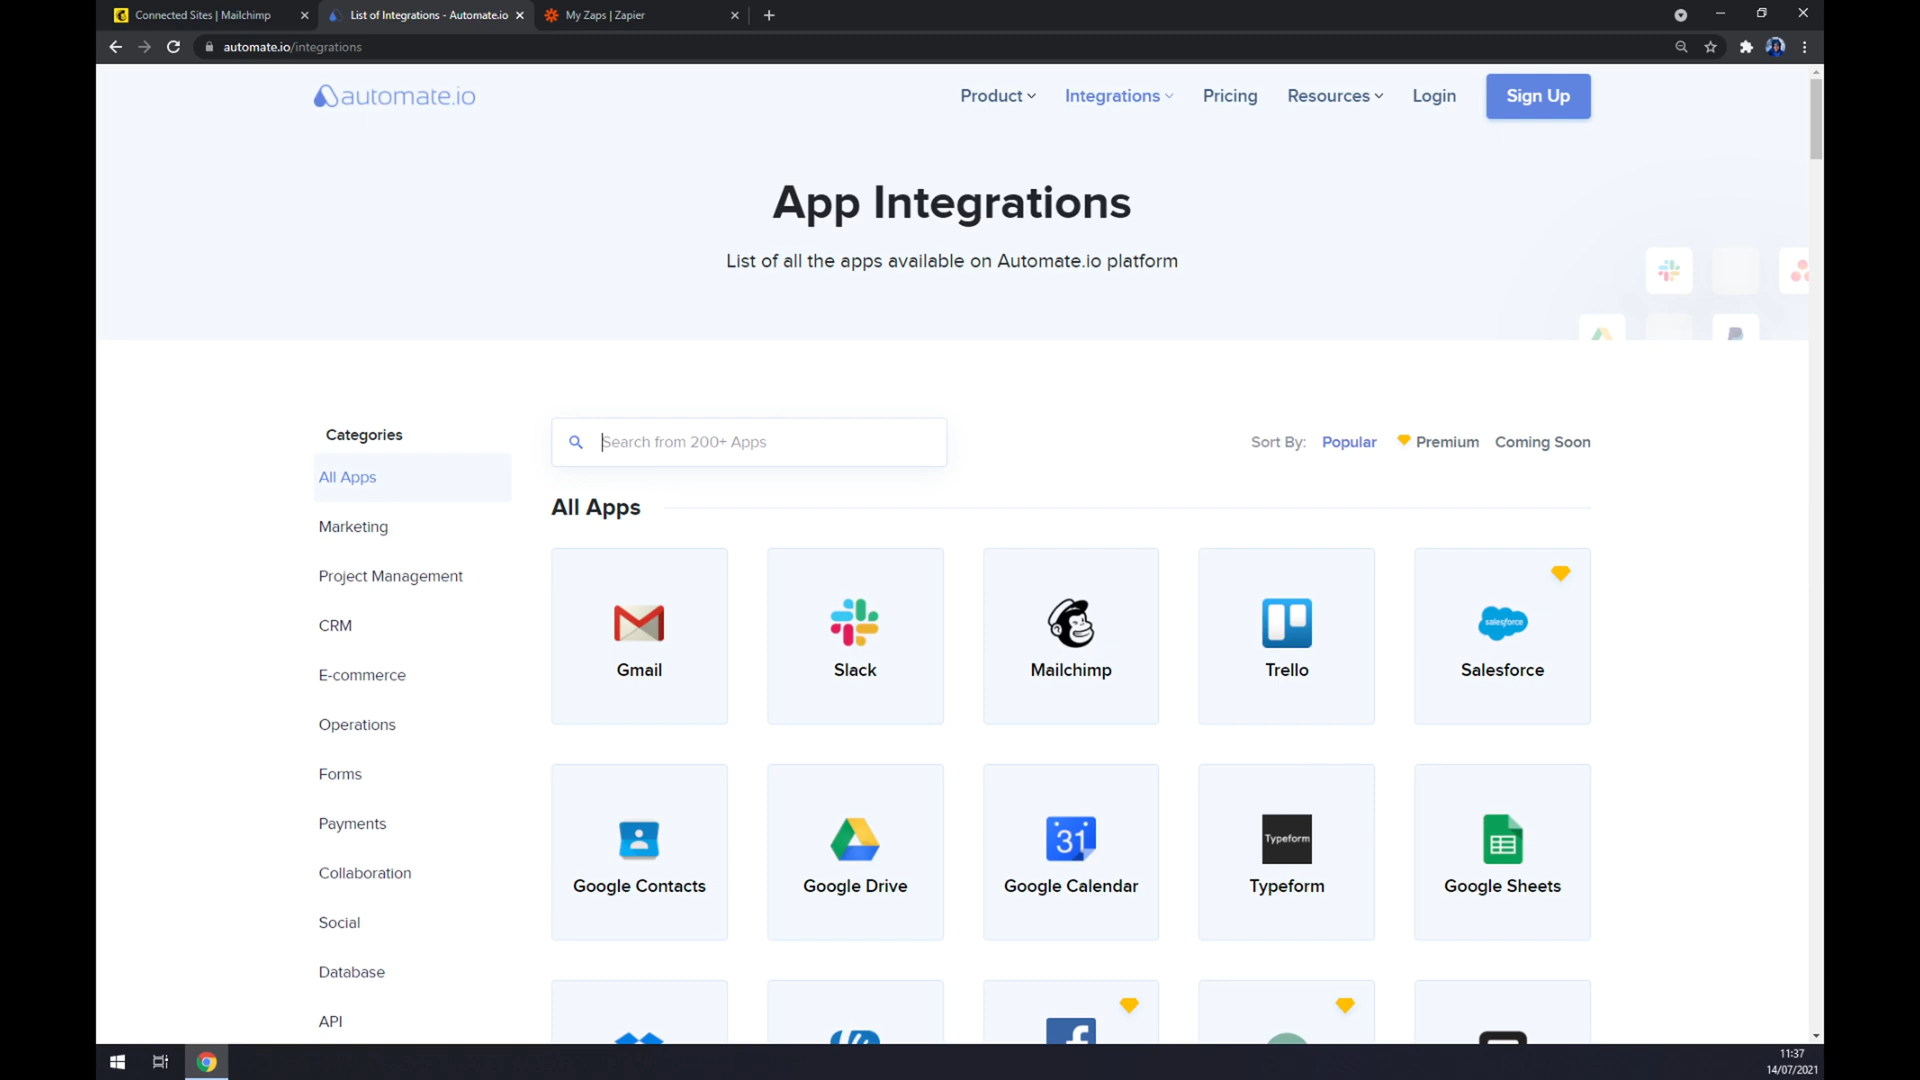 Connected Sites | Mailchimp
List of Integrations - Automate.io
My Zaps | Zapier
automate.io/integrations
automate.io
Product
Integrations
Pricing
Resources
Login
Sign Up
App Integrations
List of all the apps available on Automate.io platform
Categories
All Apps
Marketing
Project Management
CRM
E-commerce
Operations
Forms
Payments
Collaboration
Social
Database
API
Search from 200+ Apps
Sort By: Popular Premium Coming Soon
All Apps
Gmail
Slack
Mailchimp
Trello
salesforce
Salesforce
Google Contacts
Google Drive
31
Google Calendar
Typeform
Typeform
Google Sheets
11:37
14/07/2021